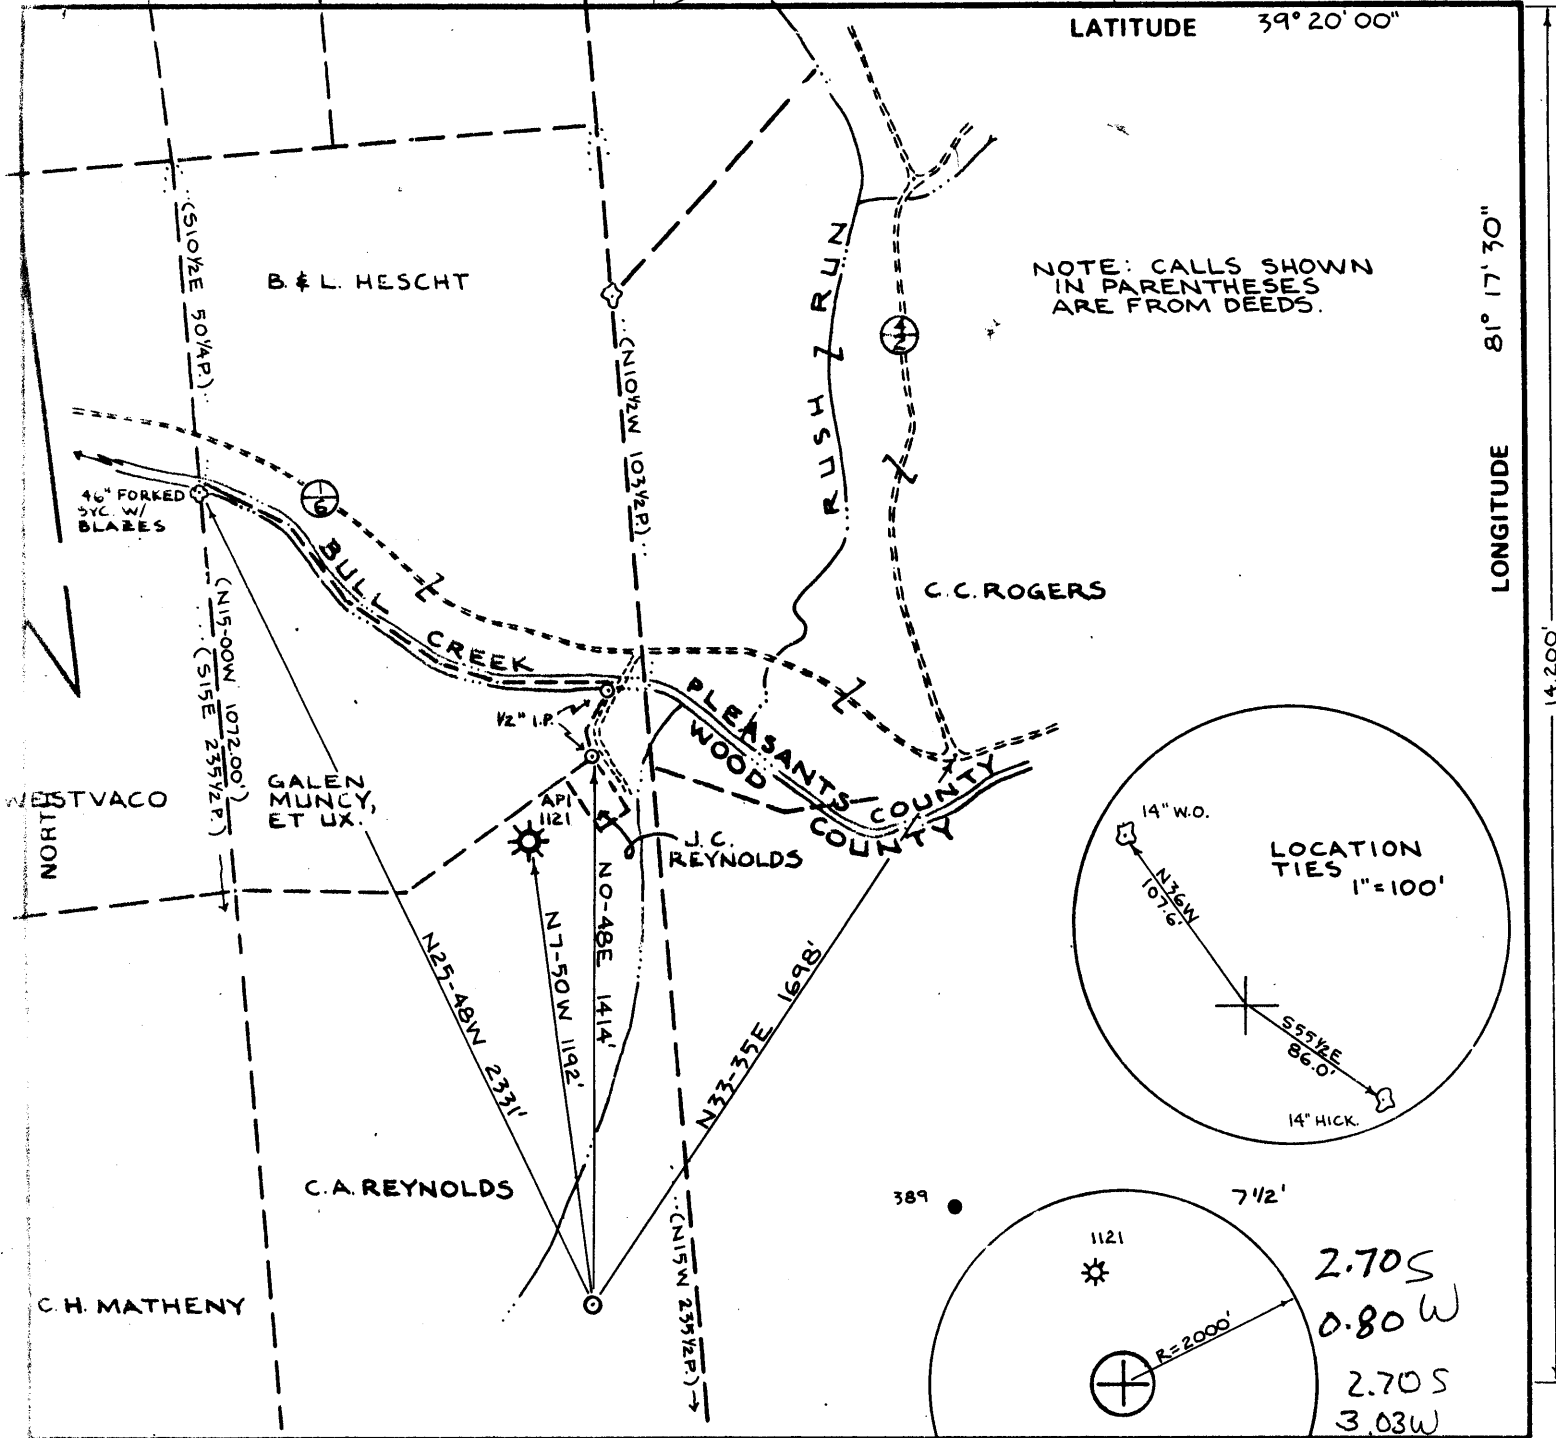 LATITUDE 39° 20' 00"
(S10½E 50¼P.)
B. & L. HESCHT
RUSH RUN
NOTE: CALLS SHOWN
IN PARENTHESES
ARE FROM DEEDS.
4
2
81° 17' 30"
LONGITUDE
(N10½W 103½P.)
46" FORKED
SYC. W/
BLAZES
1
6
BULL CREEK
C.C. ROGERS
(N15-00W 1072.00')
(S15E 235½P.)
½" I.P.
PLEASANTS COUNTY
WOOD COUNTY
14,200'
WESTVACO
NORTH
GALEN
MUNCY,
ET UX.
API
1121
J.C.
REYNOLDS
14" W.O.
LOCATION
TIES
1"=100'
N36W
107.6'
S55½E
86.0'
14" HICK.
N25-48W 2331'
N7-50W 1192'
N0-48E 1414'
N33-35E 1698'
C.A. REYNOLDS
(N15W 235½P.)
C.H. MATHENY
389
7½'
1121
R=2000'
2.70 S
0.80 W
2.70 S
3.03 W